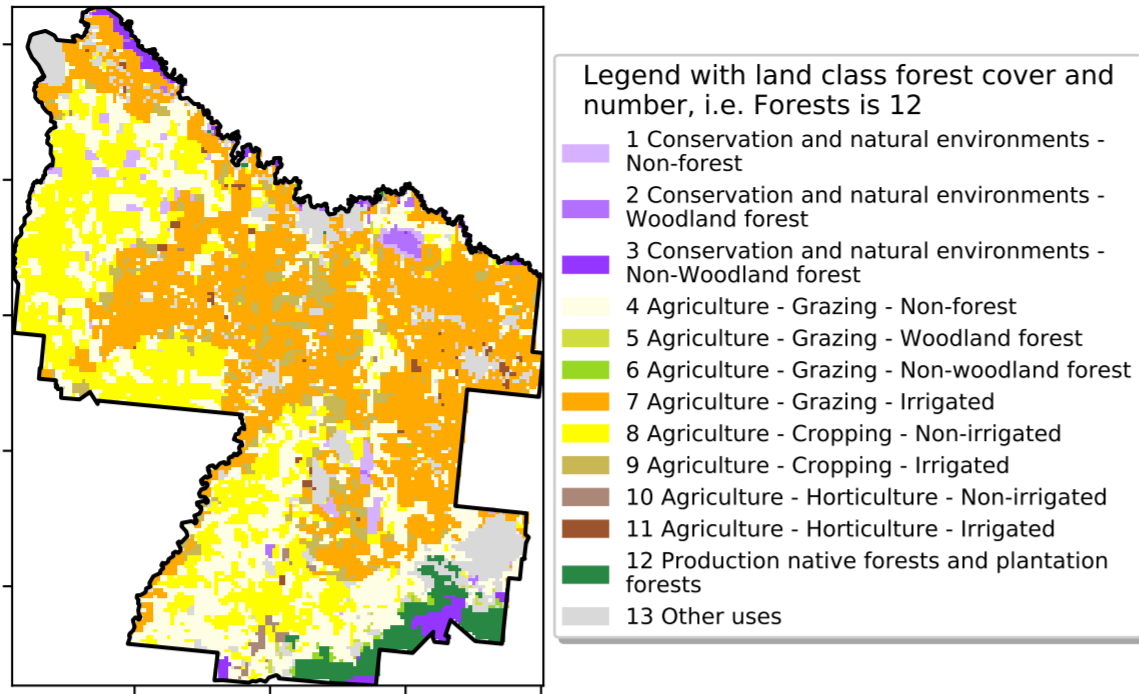 Legend with land class forest cover and
number, i.e. Forests is 12
1 Conservation and natural environments -
Non-forest
2 Conservation and natural environments -
Woodland forest
3 Conservation and natural environments -
Non-Woodland forest
4 Agriculture - Grazing - Non-forest
5 Agriculture - Grazing - Woodland forest
6 Agriculture - Grazing - Non-woodland forest
7 Agriculture - Grazing - Irrigated
8 Agriculture - Cropping - Non-irrigated
9 Agriculture - Cropping - Irrigated
10 Agriculture - Horticulture - Non-irrigated
11 Agriculture - Horticulture - Irrigated
12 Production native forests and plantation
forests
13 Other uses